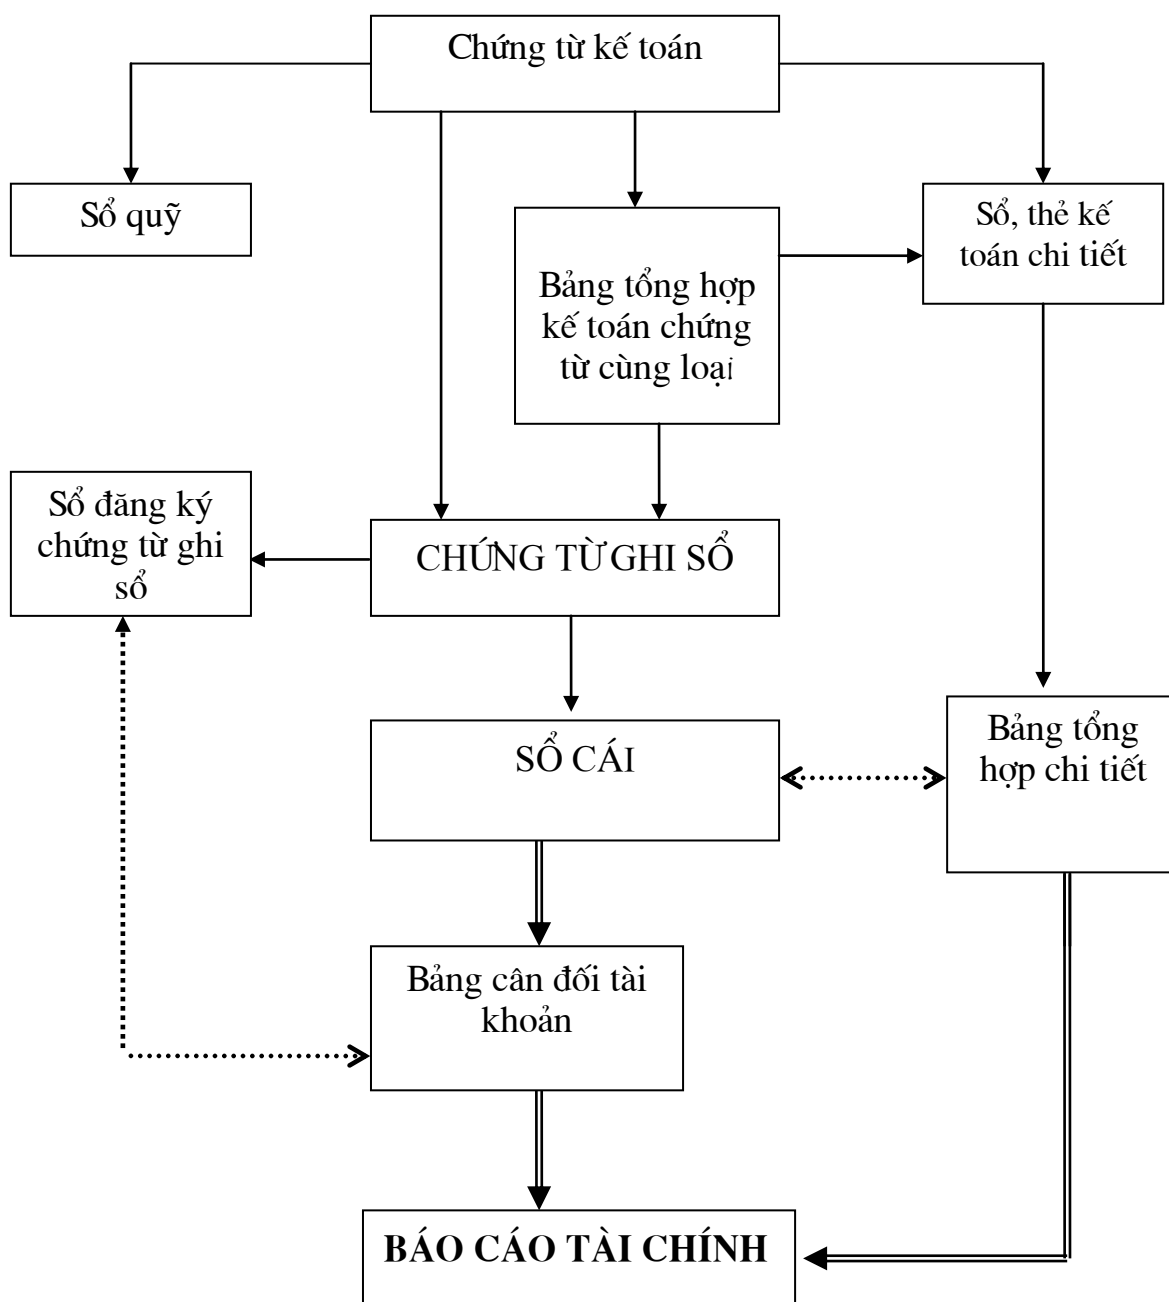 Chứng từ kế toán
Sổ quỹ
Sổ, thẻ kế
toán chi tiết
Bảng tổng hợp
kế toán chứng
từ cùng loại
Sổ đăng ký
chứng từ ghi
sổ
CHỨNG TỪ GHI SỔ
SỔ CÁI
Bảng tổng
hợp chi tiết
Bảng cân đối tài
khoản
BÁO CÁO TÀI CHÍNH